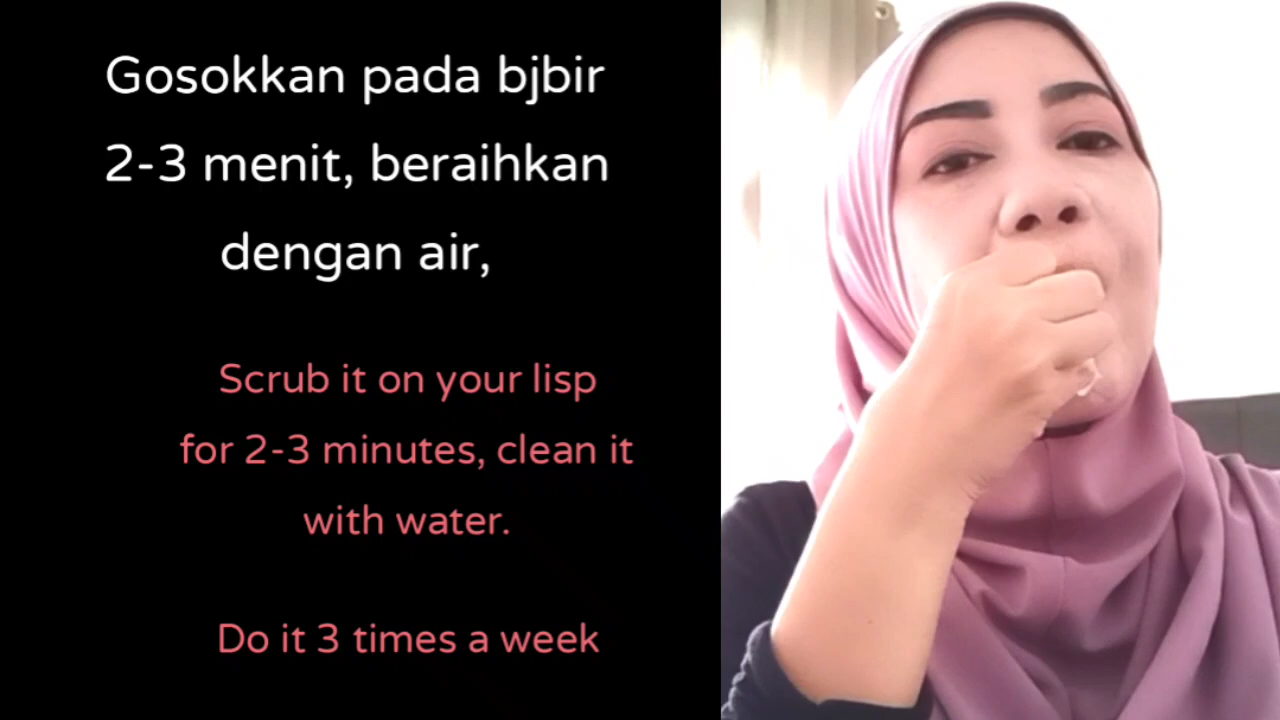 Gosokkan pada bjbir
2-3 menit, beraihkan
dengan air,
Scrub it on your lisp
for 2-3 minutes, clean it
with water.
Do it 3 times a week